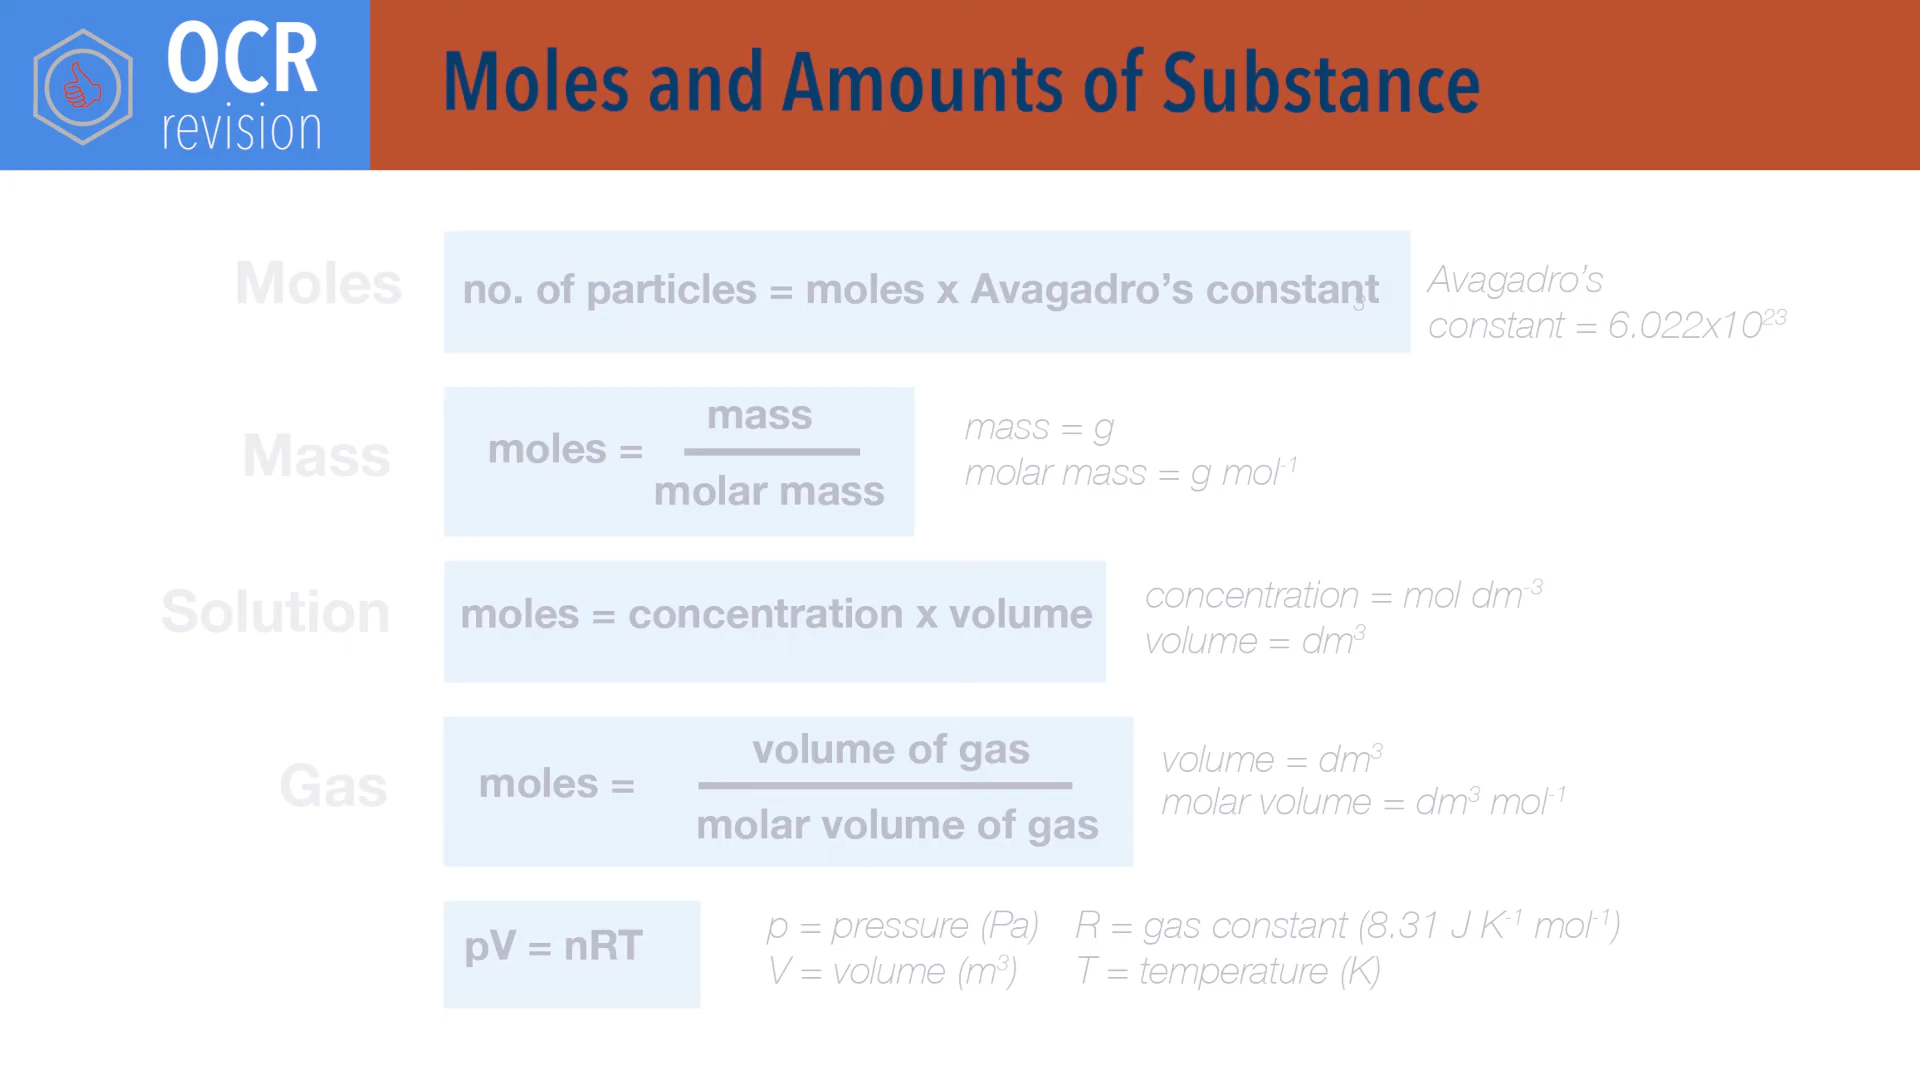 OCR
revision
Moles and Amounts of Substance
Moles
no. of particles = moles x Avagadro’s constant
3
Avagadro’s
constant = 6.022x10²³
Mass
moles =
mass
molar mass
mass = g
molar mass = g mol⁻¹
Solution
moles = concentration x volume
concentration = mol dm⁻³
volume = dm³
Gas
moles =
volume of gas
molar volume of gas
volume = dm³
molar volume = dm³ mol⁻¹
pV = nRT
p = pressure (Pa)
V = volume (m³)
R = gas constant (8.31 J K⁻¹ mol⁻¹)
T = temperature (K)